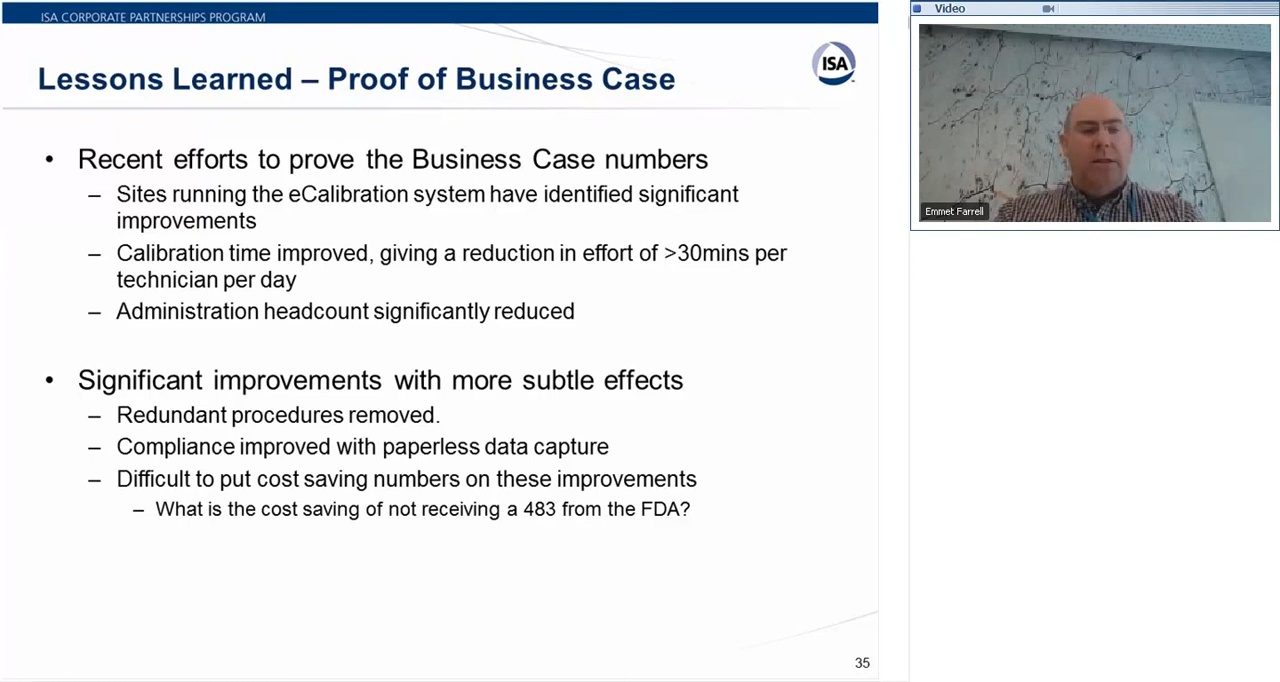 ISA CORPORATE PARTNERSHIPS PROGRAM
Lessons Learned – Proof of Business Case
ISA
• Recent efforts to prove the Business Case numbers
– Sites running the eCalibration system have identified significant
improvements
– Calibration time improved, giving a reduction in effort of >30mins per
technician per day
– Administration headcount significantly reduced
• Significant improvements with more subtle effects
– Redundant procedures removed.
– Compliance improved with paperless data capture
– Difficult to put cost saving numbers on these improvements
– What is the cost saving of not receiving a 483 from the FDA?
35
Video
Emmet Farrell